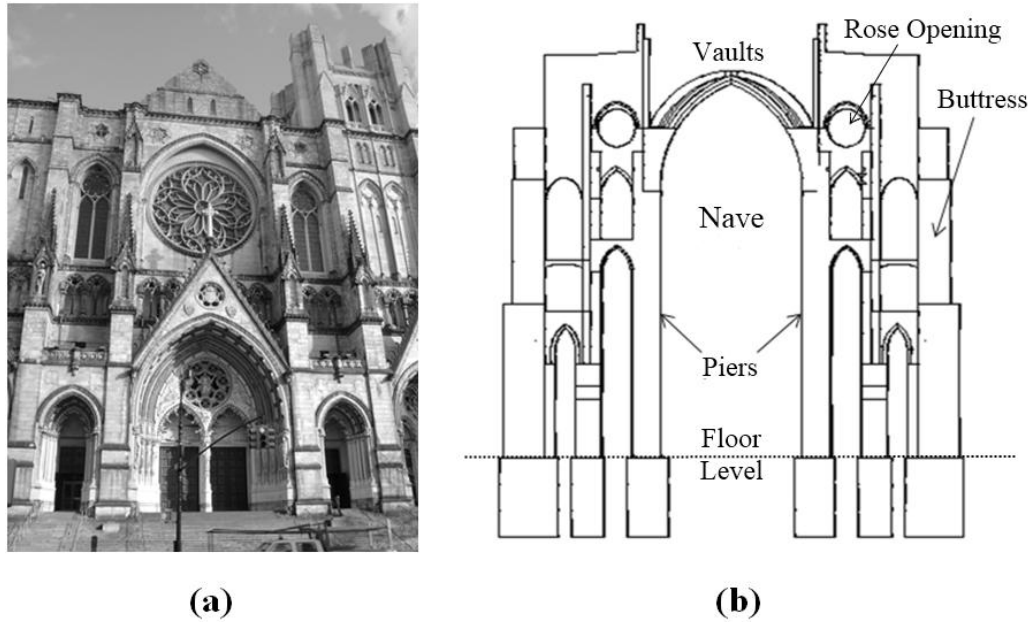 Rose Opening
Vaults
Buttress
Nave
Piers
Floor
Level
(a)
(b)